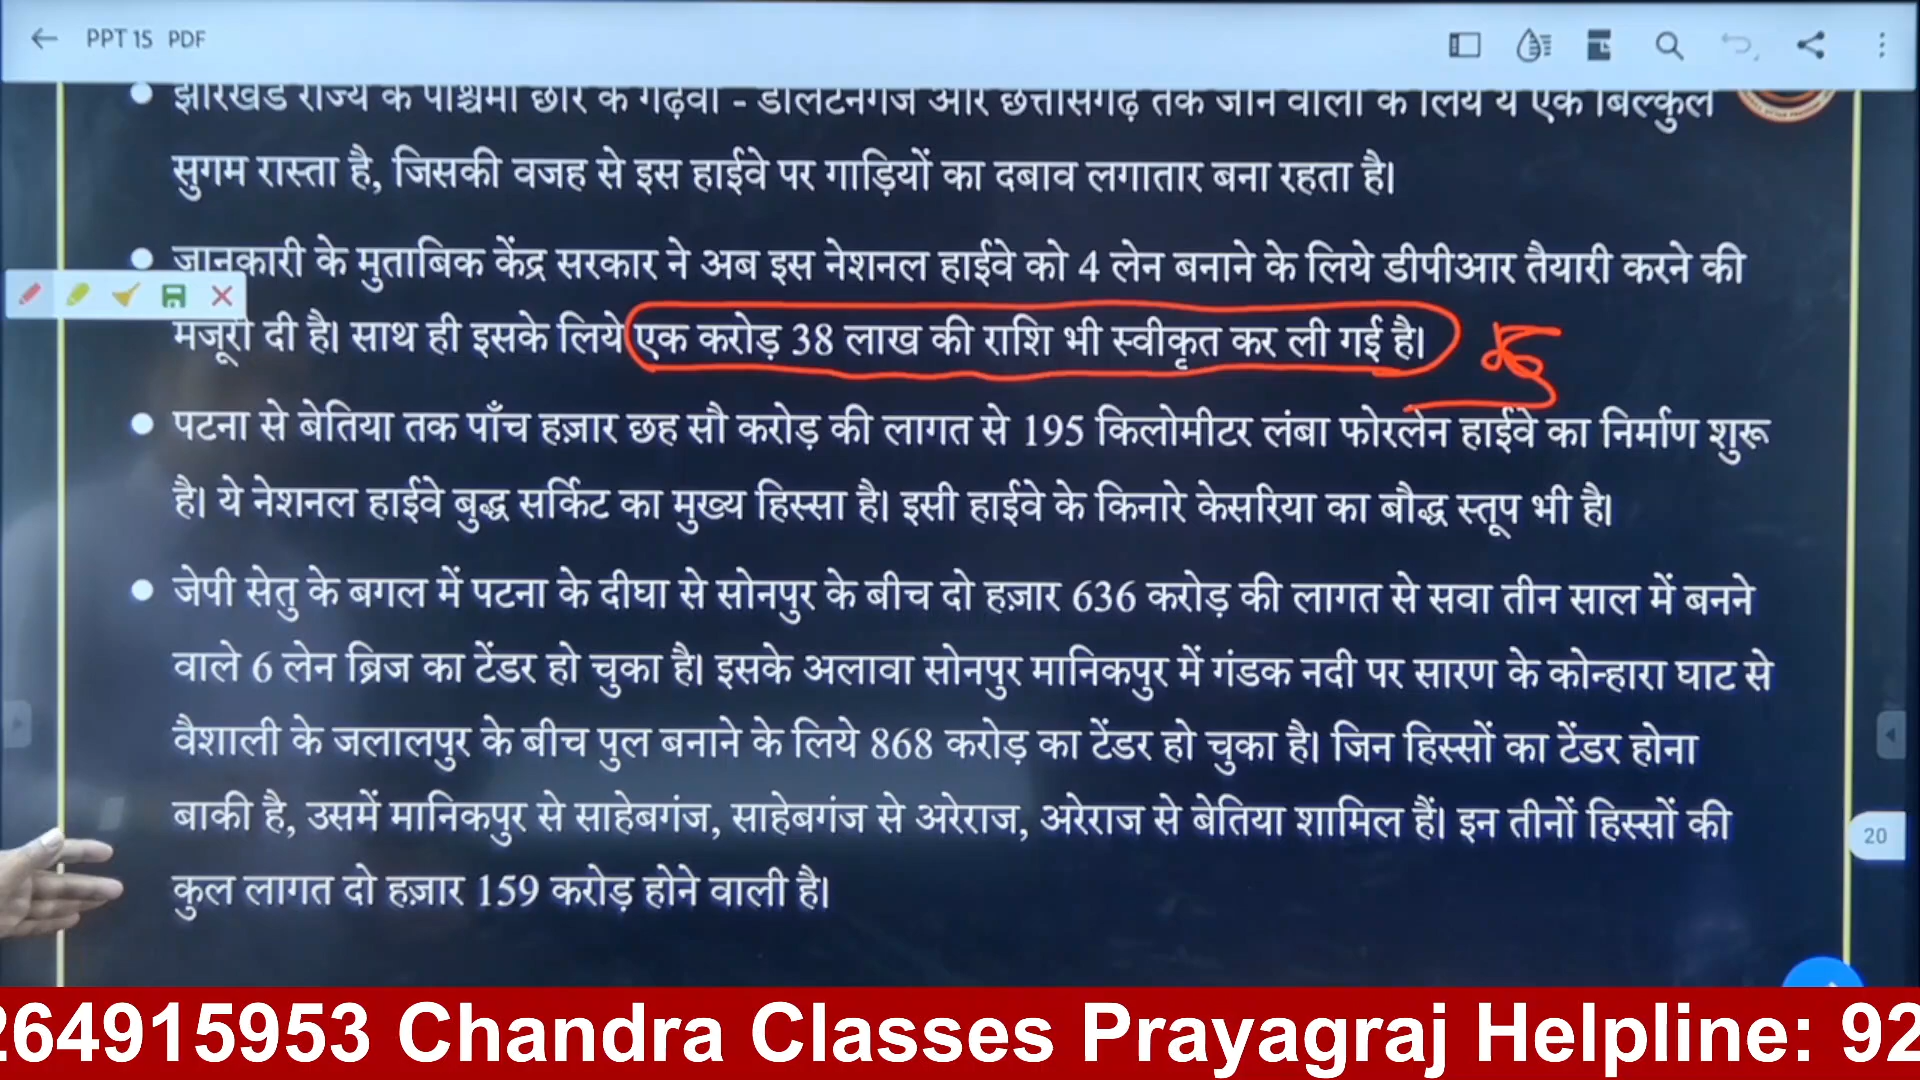 PPT 15 PDF
झारखंड राज्य के पश्चिमी छोर के गढ़वा - डालटनगंज और छत्तीसगढ़ तक जाने वालों के लिये ये एक बिल्कुल
सुगम रास्ता है, जिसकी वजह से इस हाईवे पर गाड़ियों का दबाव लगातार बना रहता है।
जानकारी के मुताबिक केंद्र सरकार ने अब इस नेशनल हाईवे को 4 लेन बनाने के लिये डीपीआर तैयारी करने की
मंजूरी दी है। साथ ही इसके लिये एक करोड़ 38 लाख की राशि भी स्वीकृत कर ली गई है।
पटना से बेतिया तक पाँच हज़ार छह सौ करोड़ की लागत से 195 किलोमीटर लंबा फोरलेन हाईवे का निर्माण शुरू
है। ये नेशनल हाईवे बुद्ध सर्किट का मुख्य हिस्सा है। इसी हाईवे के किनारे केसरिया का बौद्ध स्तूप भी है।
जेपी सेतु के बगल में पटना के दीघा से सोनपुर के बीच दो हज़ार 636 करोड़ की लागत से सवा तीन साल में बनने
वाले 6 लेन ब्रिज का टेंडर हो चुका है। इसके अलावा सोनपुर मानिकपुर में गंडक नदी पर सारण के कोन्हारा घाट से
वैशाली के जलालपुर के बीच पुल बनाने के लिये 868 करोड़ का टेंडर हो चुका है। जिन हिस्सों का टेंडर होना
बाकी है, उसमें मानिकपुर से साहेबगंज, साहेबगंज से अरेराज, अरेराज से बेतिया शामिल हैं। इन तीनों हिस्सों की
20
कुल लागत दो हज़ार 159 करोड़ होने वाली है।
264915953 Chandra Classes Prayagraj Helpline: 92